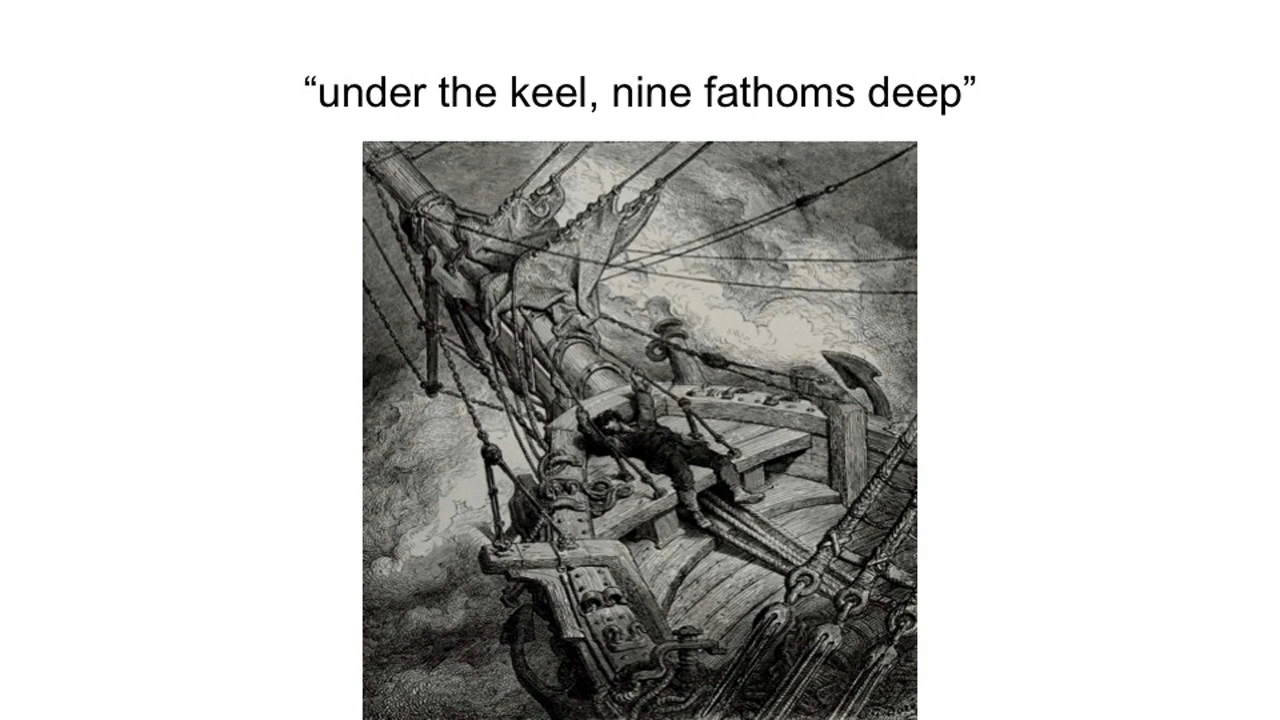 “under the keel, nine fathoms deep”